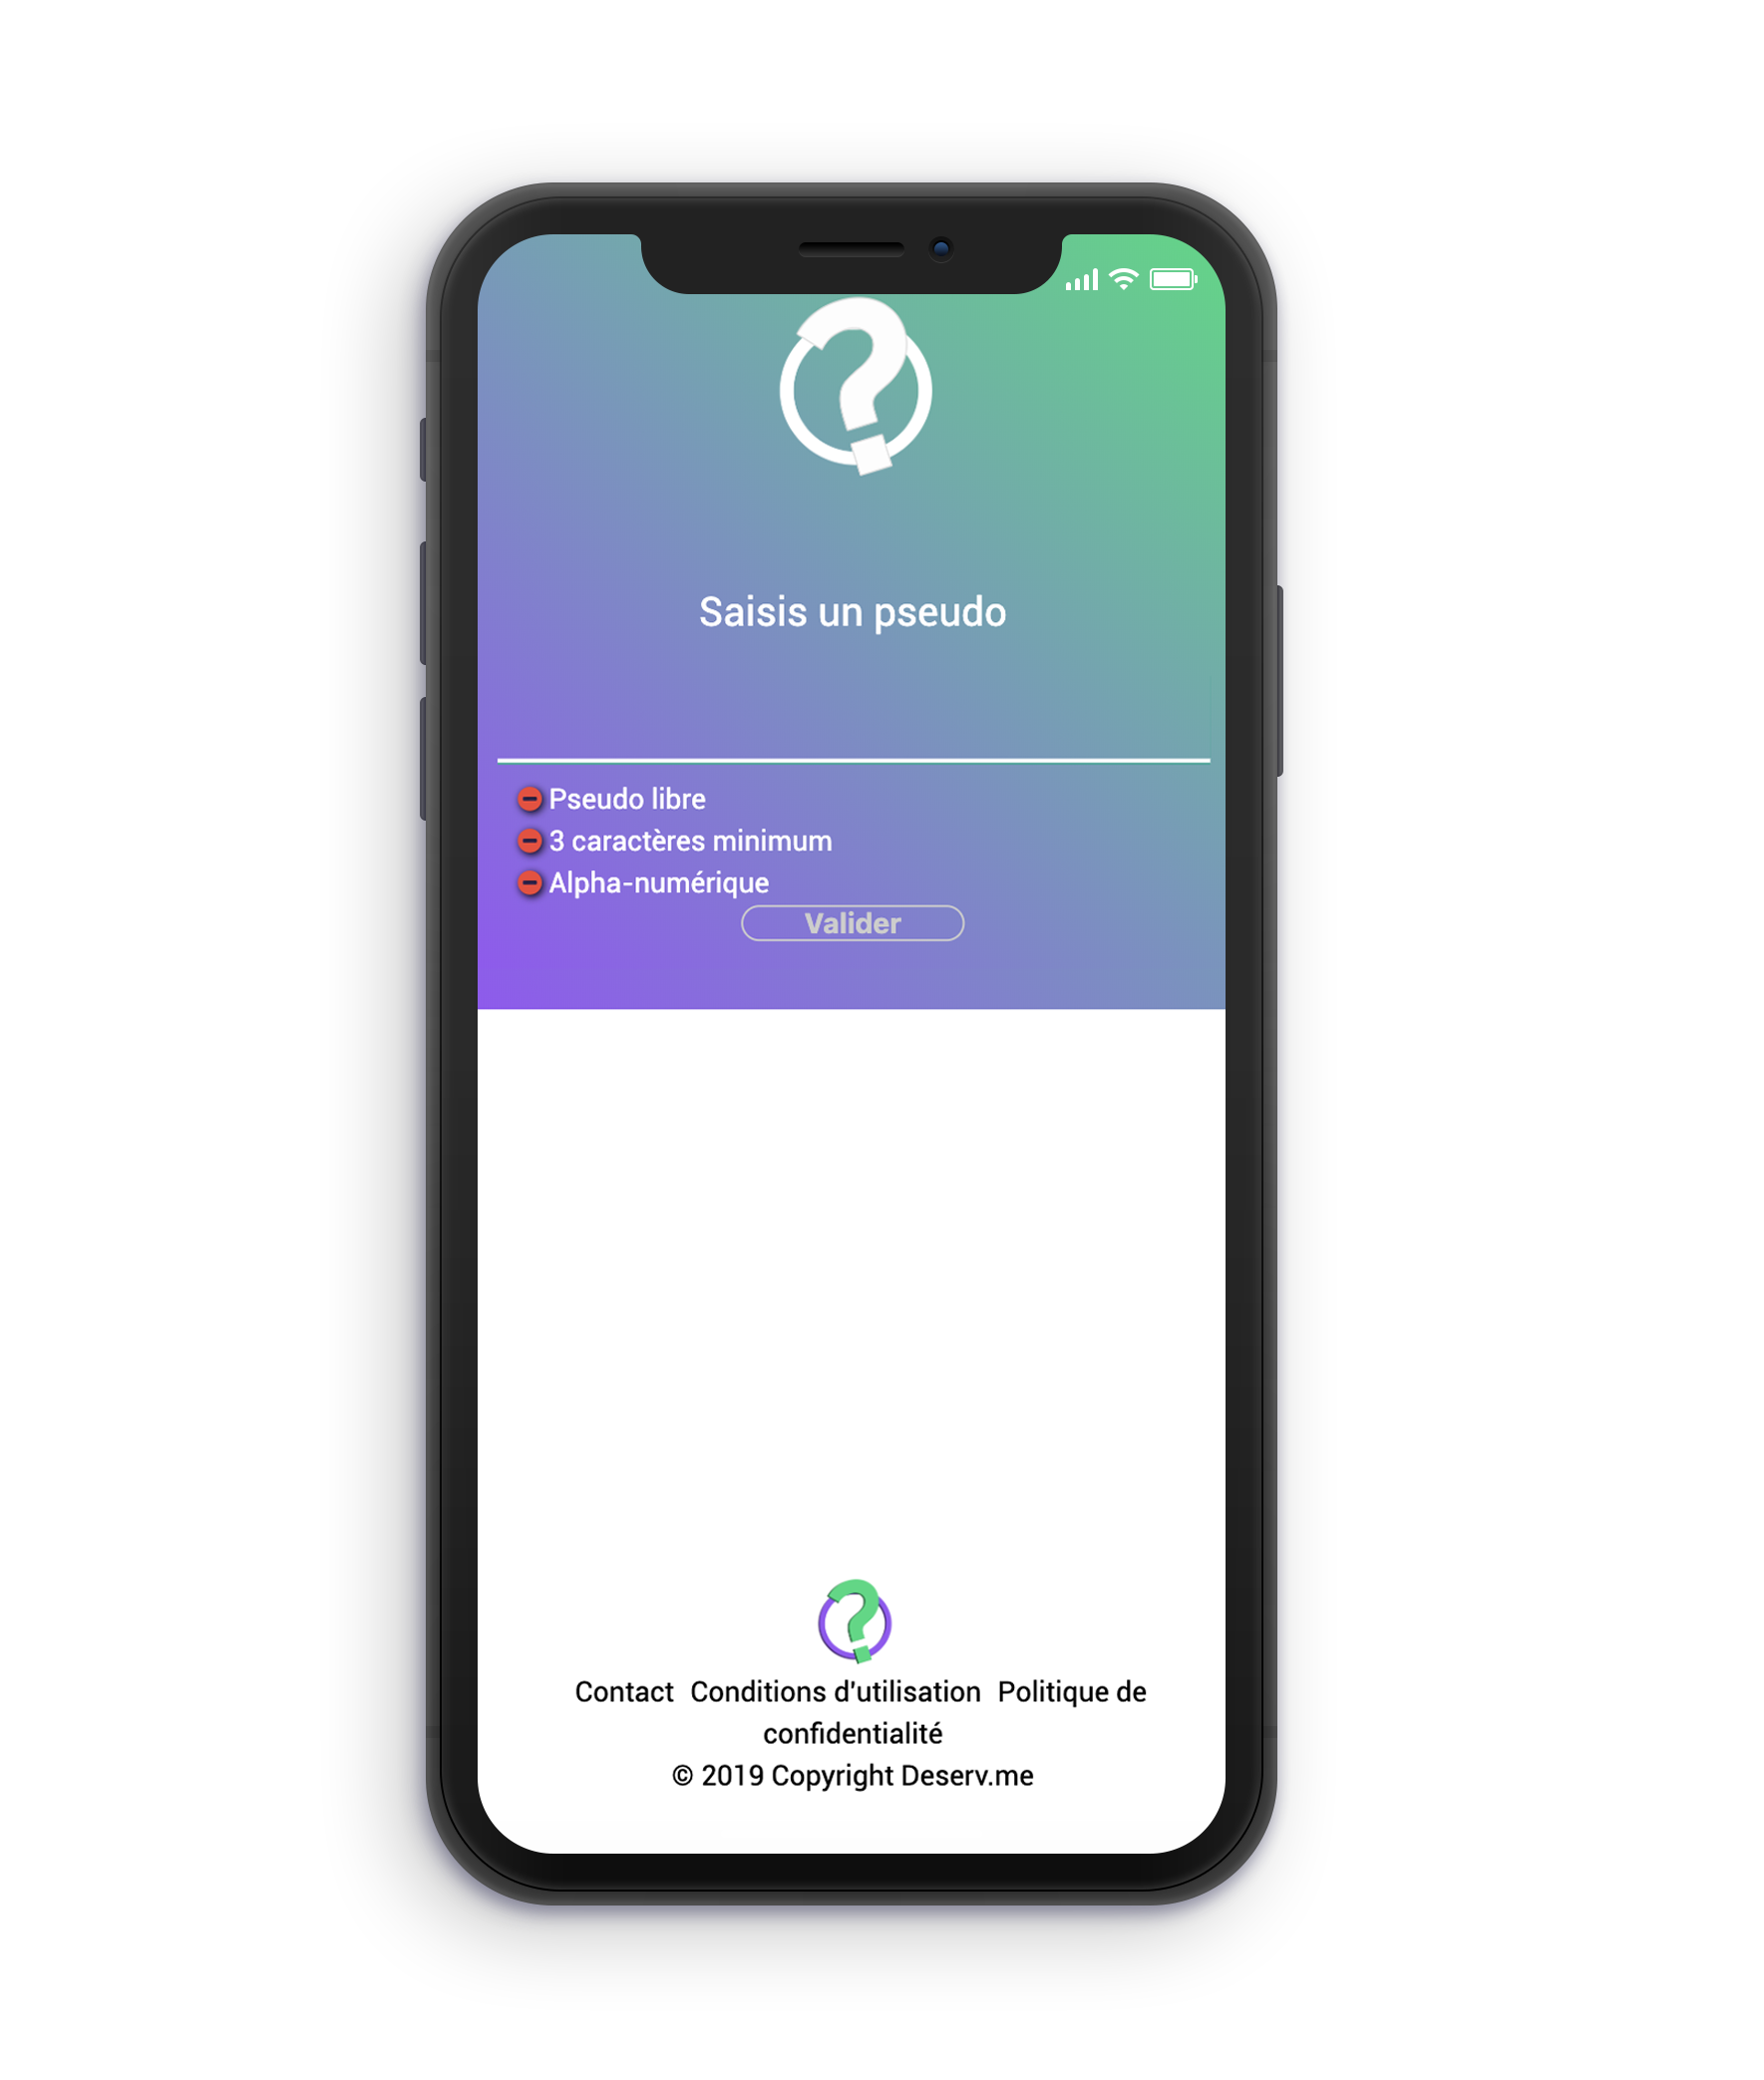 Saisis un pseudo
Pseudo libre
3 caractères minimum
Alpha-numérique
Valider
Contact Conditions d'utilisation Politique de
confidentialité
© 2019 Copyright Deserv.me